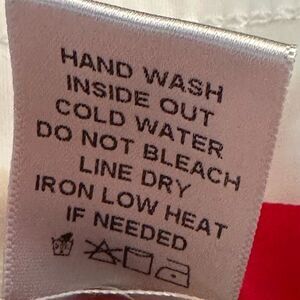 HAND WASH
INSIDE OUT
COLD WATER
DO NOT BLEACH
LINE DRY
IRON LOW HEAT
IF NEEDED